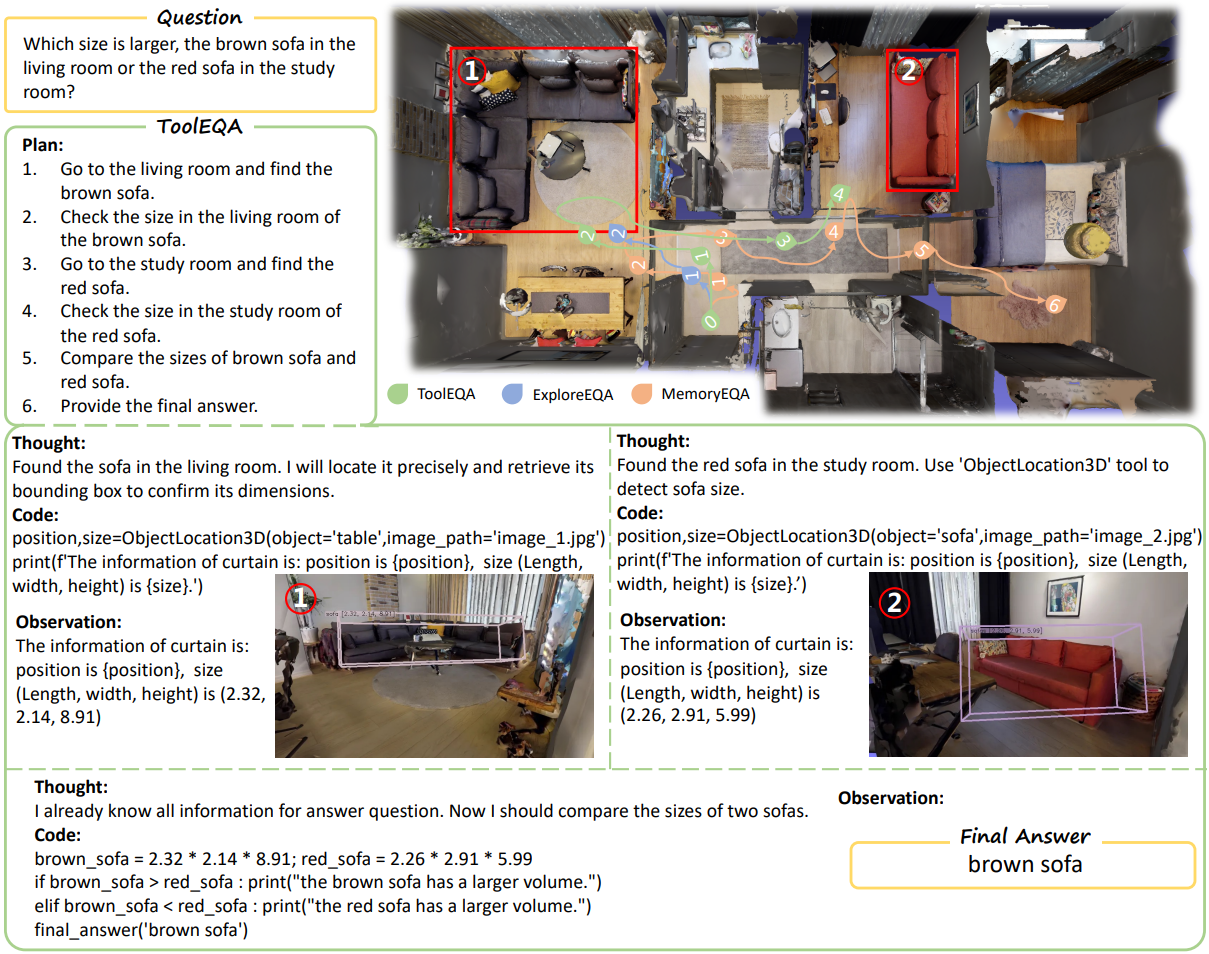 Question
Which size is larger, the brown sofa in the
living room or the red sofa in the study
room?
ToolEQA
Plan:
1. Go to the living room and find the
brown sofa.
2. Check the size in the living room of
the brown sofa.
3. Go to the study room and find the
red sofa.
4. Check the size in the study room of
the red sofa.
5. Compare the sizes of brown sofa and
red sofa.
6. Provide the final answer.
1
2
0
1
2
3
4
1
2
1
2
3
4
5
6
ToolEQA
ExploreEQA
MemoryEQA
Thought:
Found the sofa in the living room. I will locate it precisely and retrieve its
bounding box to confirm its dimensions.
Code:
position,size=ObjectLocation3D(object='table',image_path='image_1.jpg')
print(f'The information of curtain is: position is {position}, size (Length,
width, height) is {size}.')
Observation:
The information of curtain is:
position is {position}, size
(Length, width, height) is (2.32,
2.14, 8.91)
1
sofa [2.32, 2.14, 8.91]
Thought:
Found the red sofa in the study room. Use 'ObjectLocation3D' tool to
detect sofa size.
Code:
position,size=ObjectLocation3D(object='sofa',image_path='image_2.jpg')
print(f'The information of curtain is: position is {position}, size (Length,
width, height) is {size}.’)
Observation:
The information of curtain is:
position is {position}, size
(Length, width, height) is
(2.26, 2.91, 5.99)
2
Thought:
I already know all information for answer question. Now I should compare the sizes of two sofas.
Code:
brown_sofa = 2.32 * 2.14 * 8.91; red_sofa = 2.26 * 2.91 * 5.99
if brown_sofa > red_sofa : print("the brown sofa has a larger volume.")
elif brown_sofa < red_sofa : print("the red sofa has a larger volume.")
final_answer('brown sofa')
Observation:
Final Answer
brown sofa